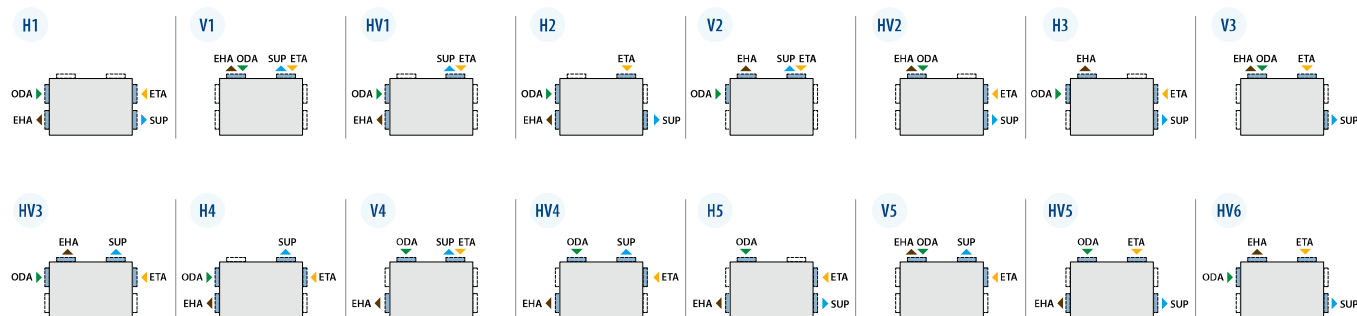 H1 V1 HV1 H2 V2 HV2 H3 V3
EHA ODA SUP ETA SUP ETA ETA EHA SUP ETA EHA ODA EHA EHA ODA ETA
ODA ETA ODA ODA ODA ETA ODA ETA
EHA SUP EHA EHA SUP SUP SUP SUP
HV3 H4 V4 HV4 H5 V5 HV5 HV6
EHA SUP SUP ODA SUP ETA ODA SUP ODA EHA ODA SUP ODA ETA EHA ETA
ODA ETA ODA ETA ETA ETA ETA ODA
EHA EHA EHA EHA SUP EHA SUP SUP